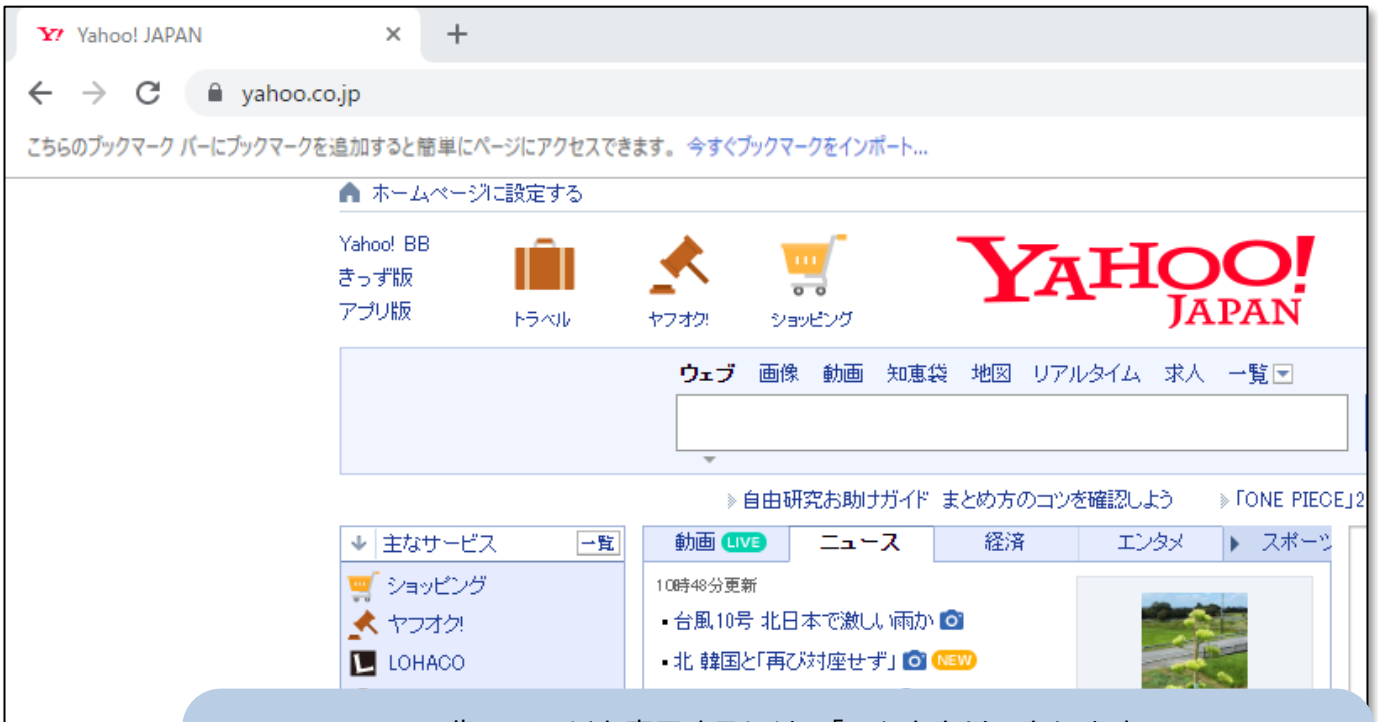 Y! Yahoo! JAPAN
yahoo.co.jp
こちらのブックマーク バーにブックマークを追加すると簡単にページにアクセスできます。 今すぐブックマークをインポート...
ホームページに設定する
Yahoo! BB
きっず版
アプリ版
トラベル
ヤフオク!
ショッピング
YAHOO!
JAPAN
ウェブ 画像 動画 知恵袋 地図 リアルタイム 求人 一覧
自由研究お助けガイド まとめ方のコツを確認しよう
「ONE PIECE」2
主なサービス 一覧
ショッピング
ヤフオク!
LOHACO
動画 LIVE ニュース 経済 エンタメ スポーツ
10時48分更新
台風10号 北日本で激しい雨か
北 韓国と「再び対座せず」 NEW